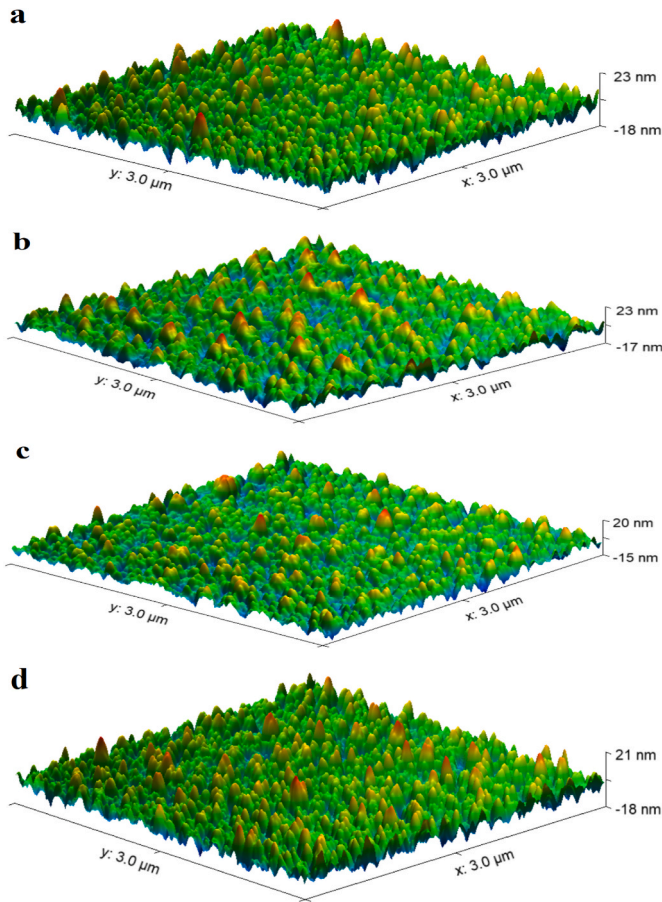 a
23 nm
-18 nm
y: 3.0 µm
x: 3.0 µm
b
23 nm
-17 nm
y: 3.0 µm
x: 3.0 µm
c
20 nm
-15 nm
y: 3.0 µm
x: 3.0 µm
d
21 nm
-18 nm
y: 3.0 µm
x: 3.0 µm